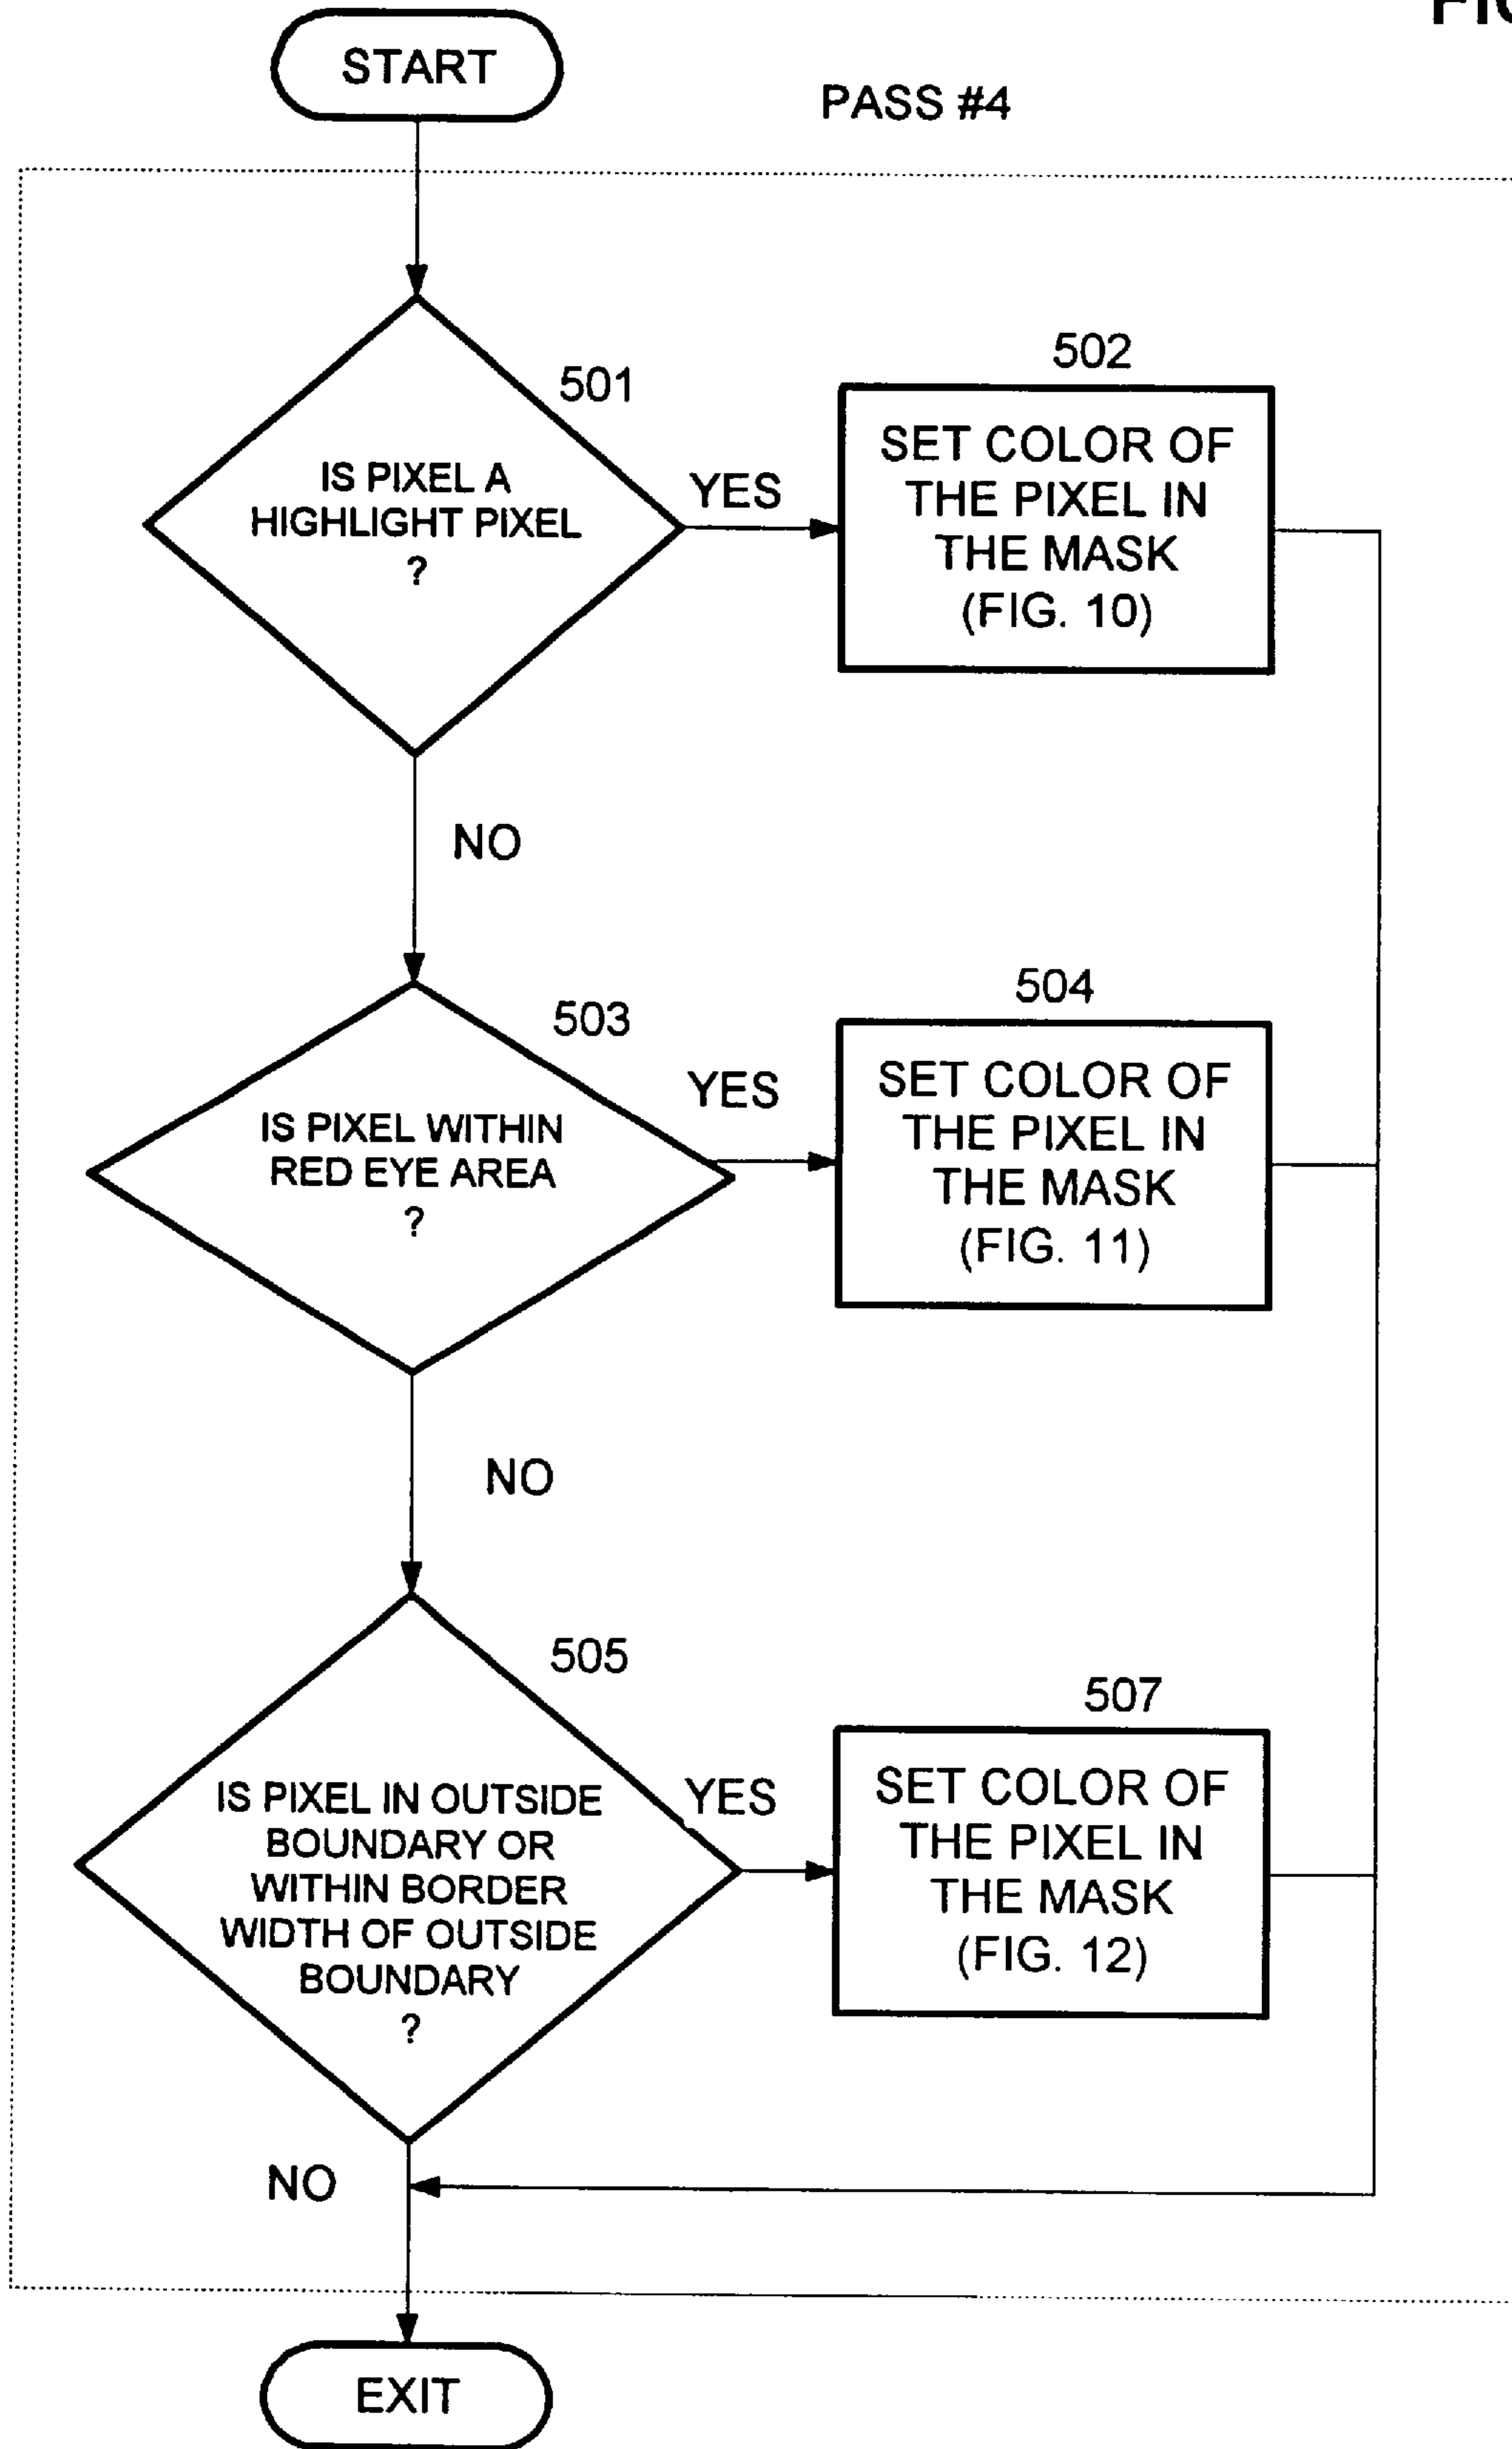 START
PASS #4
501
IS PIXEL A
HIGHLIGHT PIXEL
?
YES
502
SET COLOR OF
THE PIXEL IN
THE MASK
(FIG. 10)
NO
503
IS PIXEL WITHIN
RED EYE AREA
?
YES
504
SET COLOR OF
THE PIXEL IN
THE MASK
(FIG. 11)
NO
505
IS PIXEL IN OUTSIDE
BOUNDARY OR
WITHIN BORDER
WIDTH OF OUTSIDE
BOUNDARY
?
YES
507
SET COLOR OF
THE PIXEL IN
THE MASK
(FIG. 12)
NO
EXIT